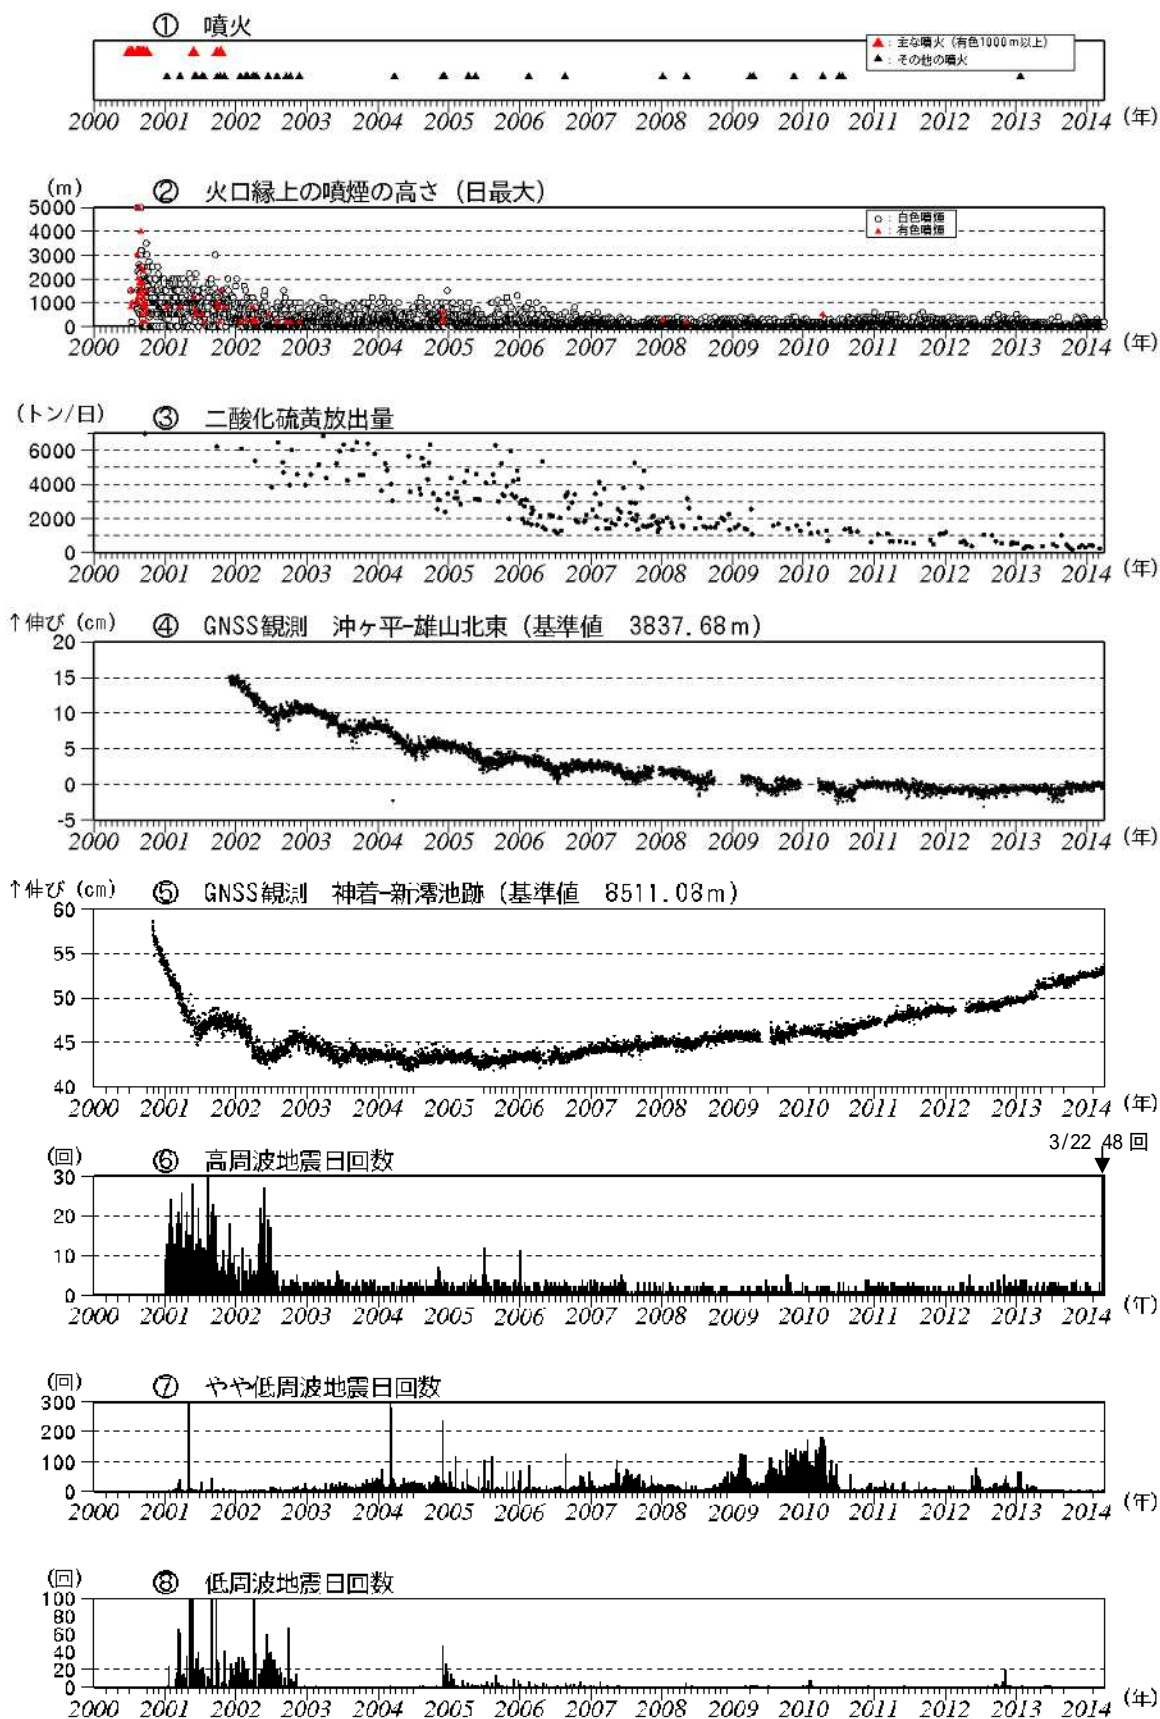 ① 噴火
▲：主な噴火（有色1000m以上）
▲：その他の噴火
2000 2001 2002 2003 2004 2005 2006 2007 2008 2009 2010 2011 2012 2013 2014 (年)
(m) ② 火口縁上の噴煙の高さ（日最大）
○：白色噴煙
▲：有色噴煙
5000
4000
3000
2000
1000
0
2000 2001 2002 2003 2004 2005 2006 2007 2008 2009 2010 2011 2012 2013 2014 (年)
(トン/日) ③ 二酸化硫黄放出量
6000
4000
2000
0
2000 2001 2002 2003 2004 2005 2006 2007 2008 2009 2010 2011 2012 2013 2014 (年)
↑伸び (cm) ④ GNSS観測 沖ヶ平-雄山北東（基準値 3837.68m）
20
15
10
5
0
-5
2000 2001 2002 2003 2004 2005 2006 2007 2008 2009 2010 2011 2012 2013 2014 (年)
↑伸び (cm) ⑤ GNSS観測 神着-新澪池跡（基準値 8511.08m）
60
55
50
45
40
2000 2001 2002 2003 2004 2005 2006 2007 2008 2009 2010 2011 2012 2013 2014 (年)
3/22 48 回
(回) ⑥ 高周波地震日回数
30
20
10
0
2000 2001 2002 2003 2004 2005 2006 2007 2008 2009 2010 2011 2012 2013 2014 (年)
(回) ⑦ やや低周波地震日回数
300
200
100
0
2000 2001 2002 2003 2004 2005 2006 2007 2008 2009 2010 2011 2012 2013 2014 (年)
(回) ⑧ 低周波地震日回数
100
80
60
40
20
0
2000 2001 2002 2003 2004 2005 2006 2007 2008 2009 2010 2011 2012 2013 2014 (年)